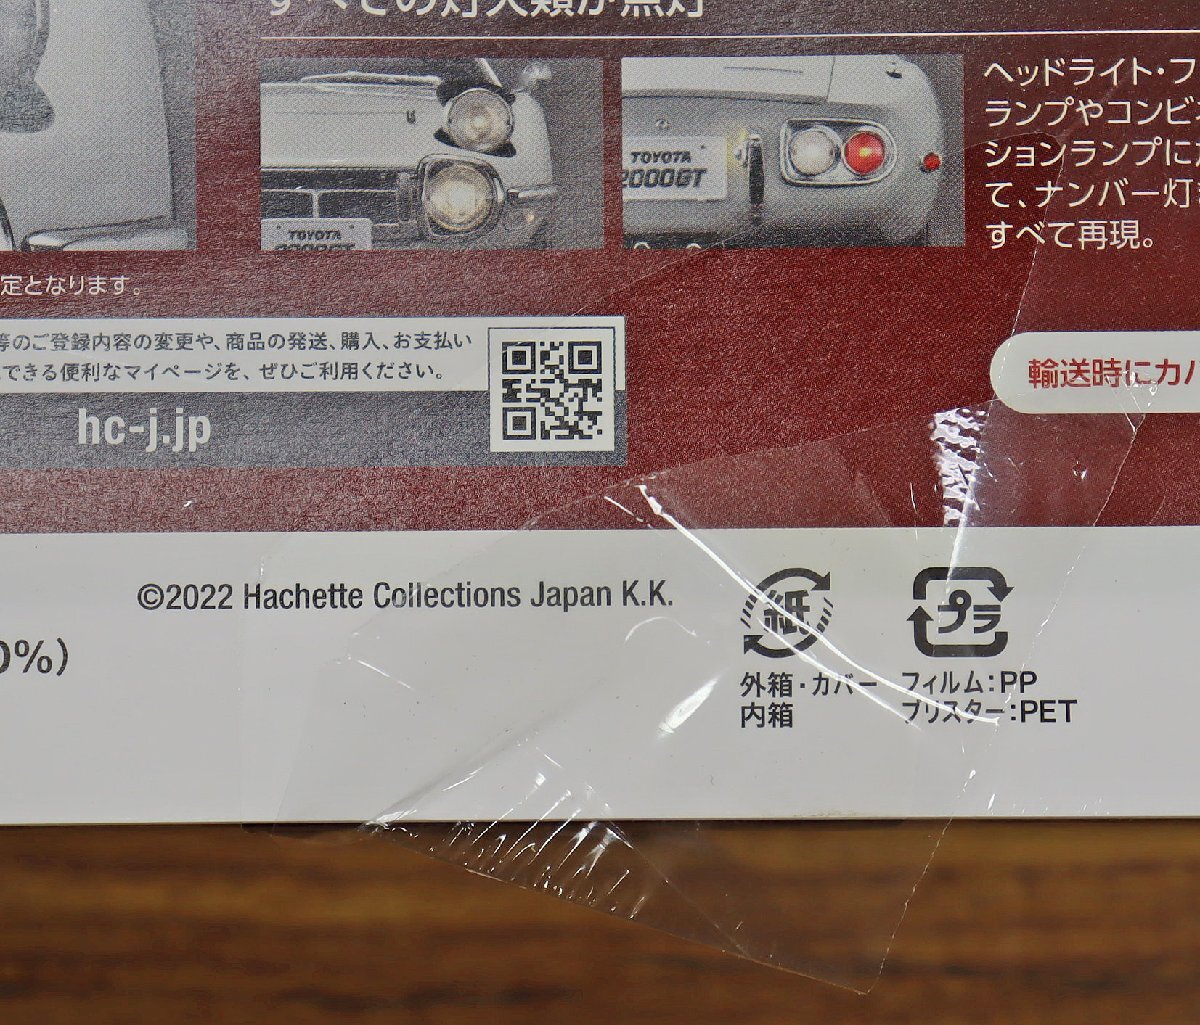 すべての灯火類が点灯
ヘッドライト・フ
ランプやコンビネ
ションランプに
て、ナンバー灯
すべて再現。
TOYOTA
2000GT
TOYOTA
2000GT
定となります。
等のご登録内容の変更や、商品の発送、購入、お支払い
できる便利なマイページを、ぜひご利用ください。
hc-j.jp
輸送時にカバ
©2022 Hachette Collections Japan K.K.
0%)
紙
プラ
外箱・カバー
内箱
フィルム:PP
ブリスター:PET